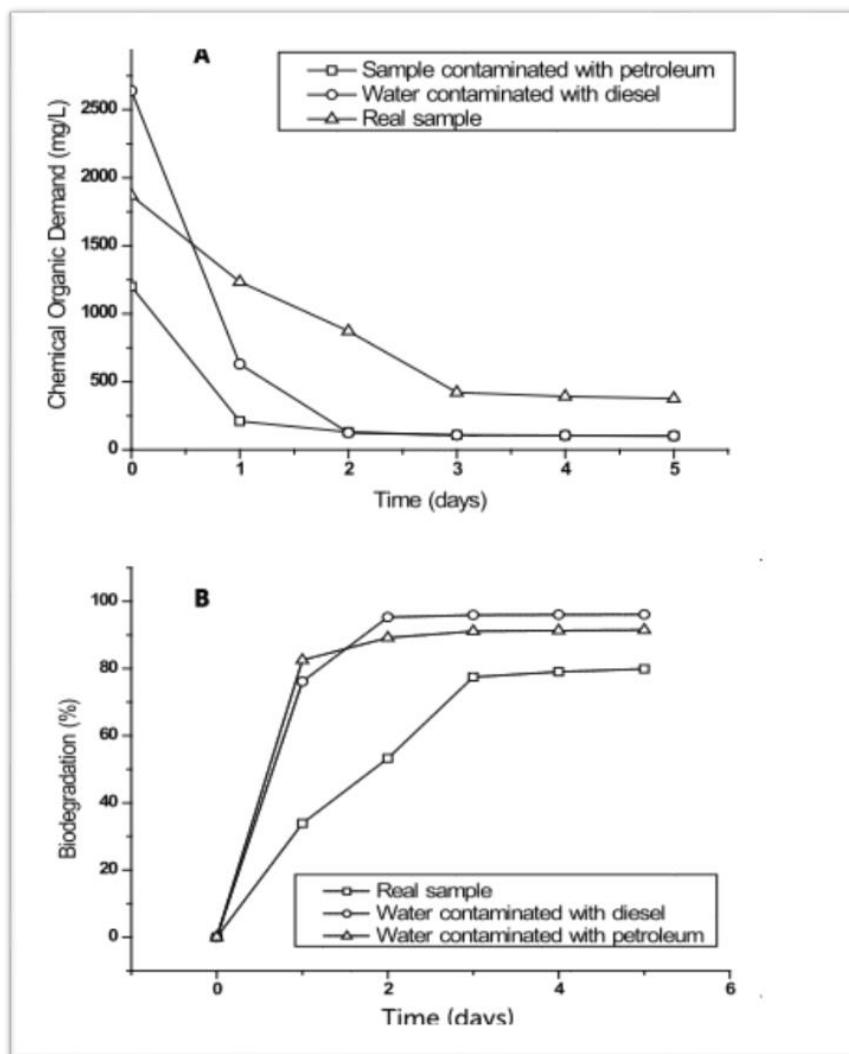 A
Sample contaminated with petroleum
Water contaminated with diesel
Real sample
Chemical Organic Demand (mg/L)
2500
2000
1500
1000
500
0
0 1 2 3 4 5
Time (days)
B
100
80
60
40
20
0
Biodegradation (%)
Real sample
Water contaminated with diesel
Water contaminated with petroleum
0 2 4 6
Time (days)